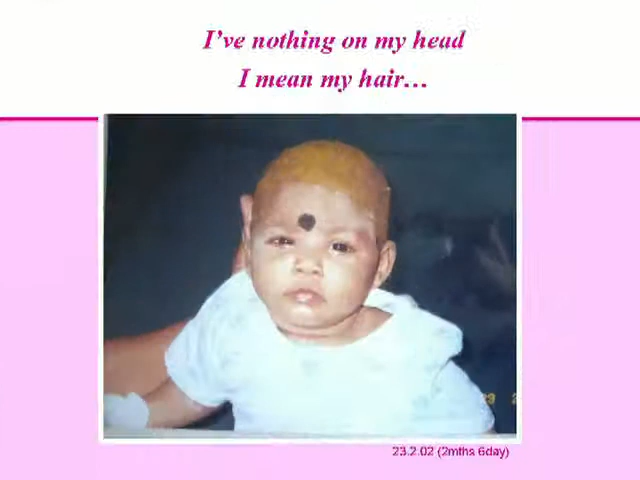 I've nothing on my head
I mean my hair…
23.2.02 (2mths 6day)